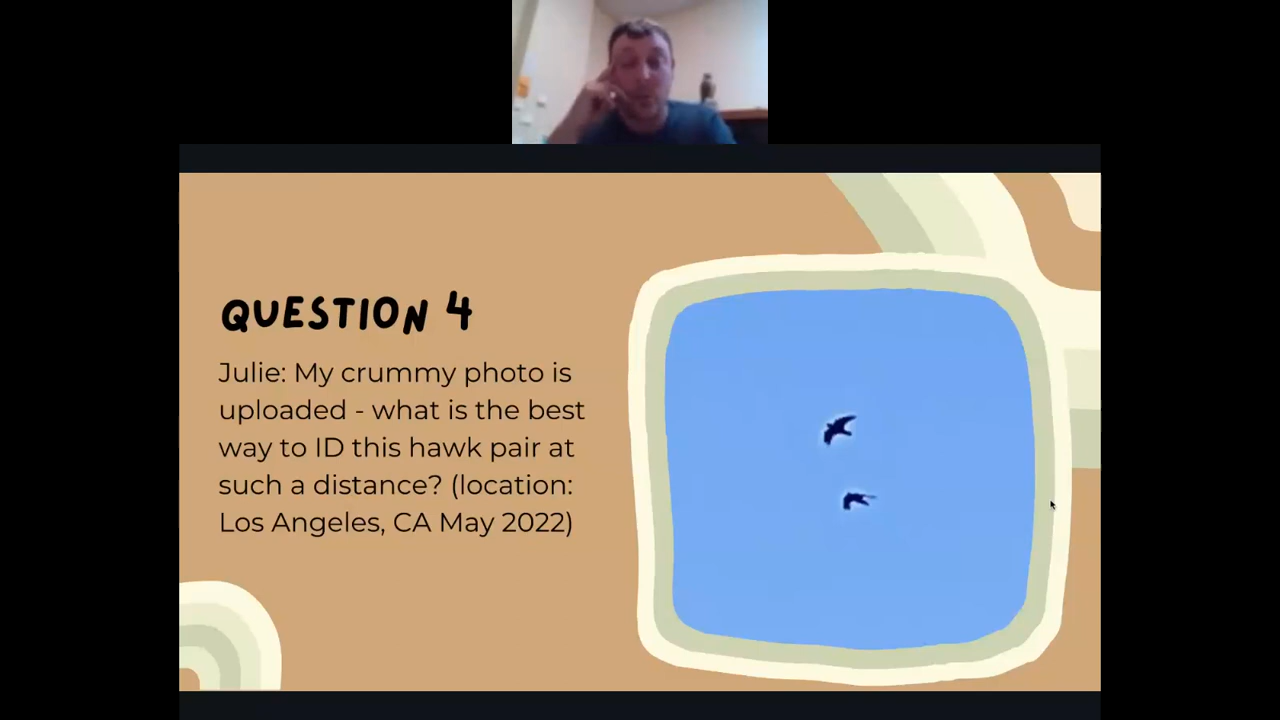 QUESTION 4
Julie: My crummy photo is
uploaded - what is the best
way to ID this hawk pair at
such a distance? (location:
Los Angeles, CA May 2022)